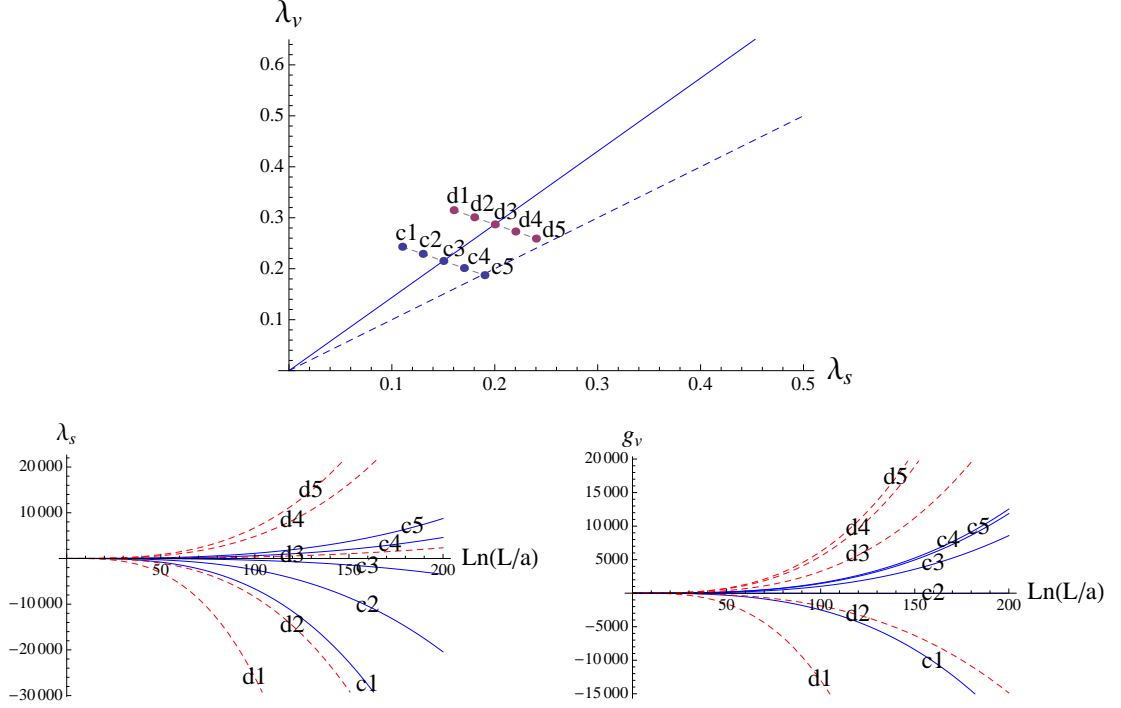 λv
0.6
0.5
0.4
0.3
0.2
0.1
d1 d2 d3 d4 d5
c1 c2 c3 c4 c5
0.1 0.2 0.3 0.4 0.5 λs
λs
20 000
10 000
−10 000
−20 000
−30 000
50 100 150 200 Ln(L/a)
d5
d4
c5
c4
d3
c3
c2
d2
d1
c1
gv
20 000
15 000
10 000
5000
−5000
−10 000
−15 000
50 100 150 200 Ln(L/a)
d5
d4
c5
c4
d3
c3
c2
d2
c1
d1